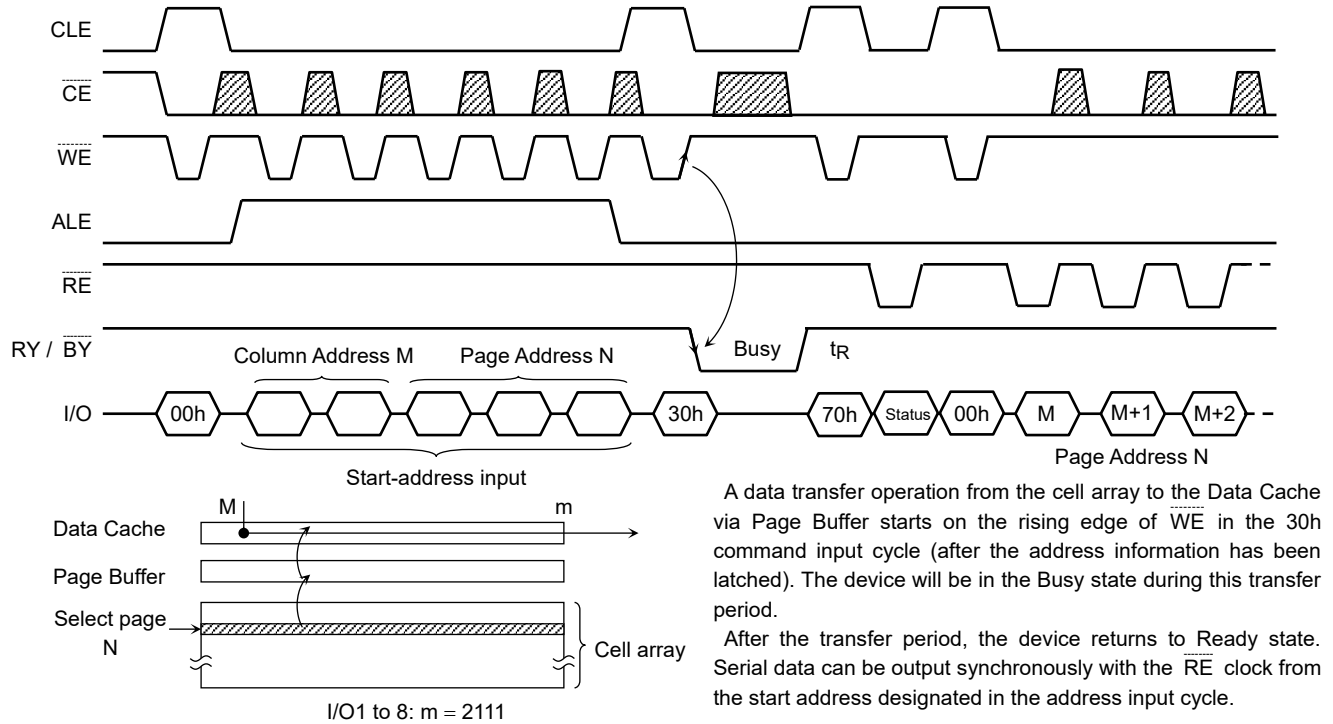 CLE
CE
WE
ALE
RE
RY / BY Busy tR
Column Address M Page Address N
I/O 00h 30h 70h Status 00h M M+1 M+2
Start-address input Page Address N
M m
Data Cache
Page Buffer
Select page
N
Cell array
I/O1 to 8: m = 2111
A data transfer operation from the cell array to the Data Cache
via Page Buffer starts on the rising edge of WE in the 30h
command input cycle (after the address information has been
latched). The device will be in the Busy state during this transfer
period.
After the transfer period, the device returns to Ready state.
Serial data can be output synchronously with the RE clock from
the start address designated in the address input cycle.